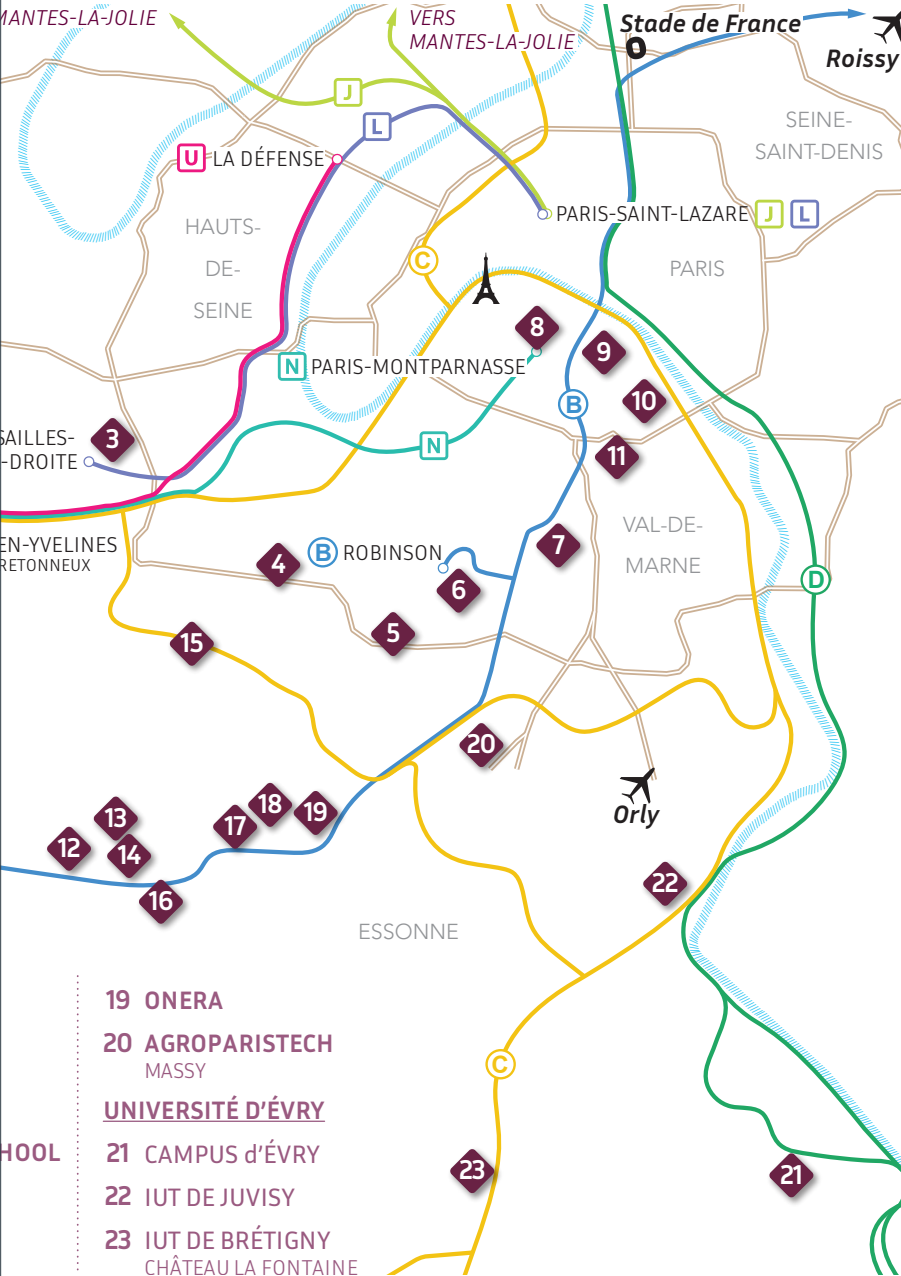 MANTES-LA-JOLIE
VERS
MANTES-LA-JOLIE
Stade de France
Roissy
J
L
SEINE-
SAINT-DENIS
U LA DÉFENSE
PARIS-SAINT-LAZARE J L
HAUTS-
DE-
SEINE
C
PARIS
8
9
N PARIS-MONTPARNASSE
10
B
3
SAILLES-
-DROITE
N
11
VAL-DE-
MARNE
EN-YVELINES
RETONNEUX
4
B ROBINSON
7
6
D
5
15
20
Orly
13
18
19
17
12
14
16
22
ESSONNE
19 ONERA
20 AGROPARISTECH
MASSY
C
UNIVERSITÉ D'ÉVRY
HOOL
21 CAMPUS d'ÉVRY
23
21
22 IUT DE JUVISY
23 IUT DE BRÉTIGNY
CHÂTEAU LA FONTAINE